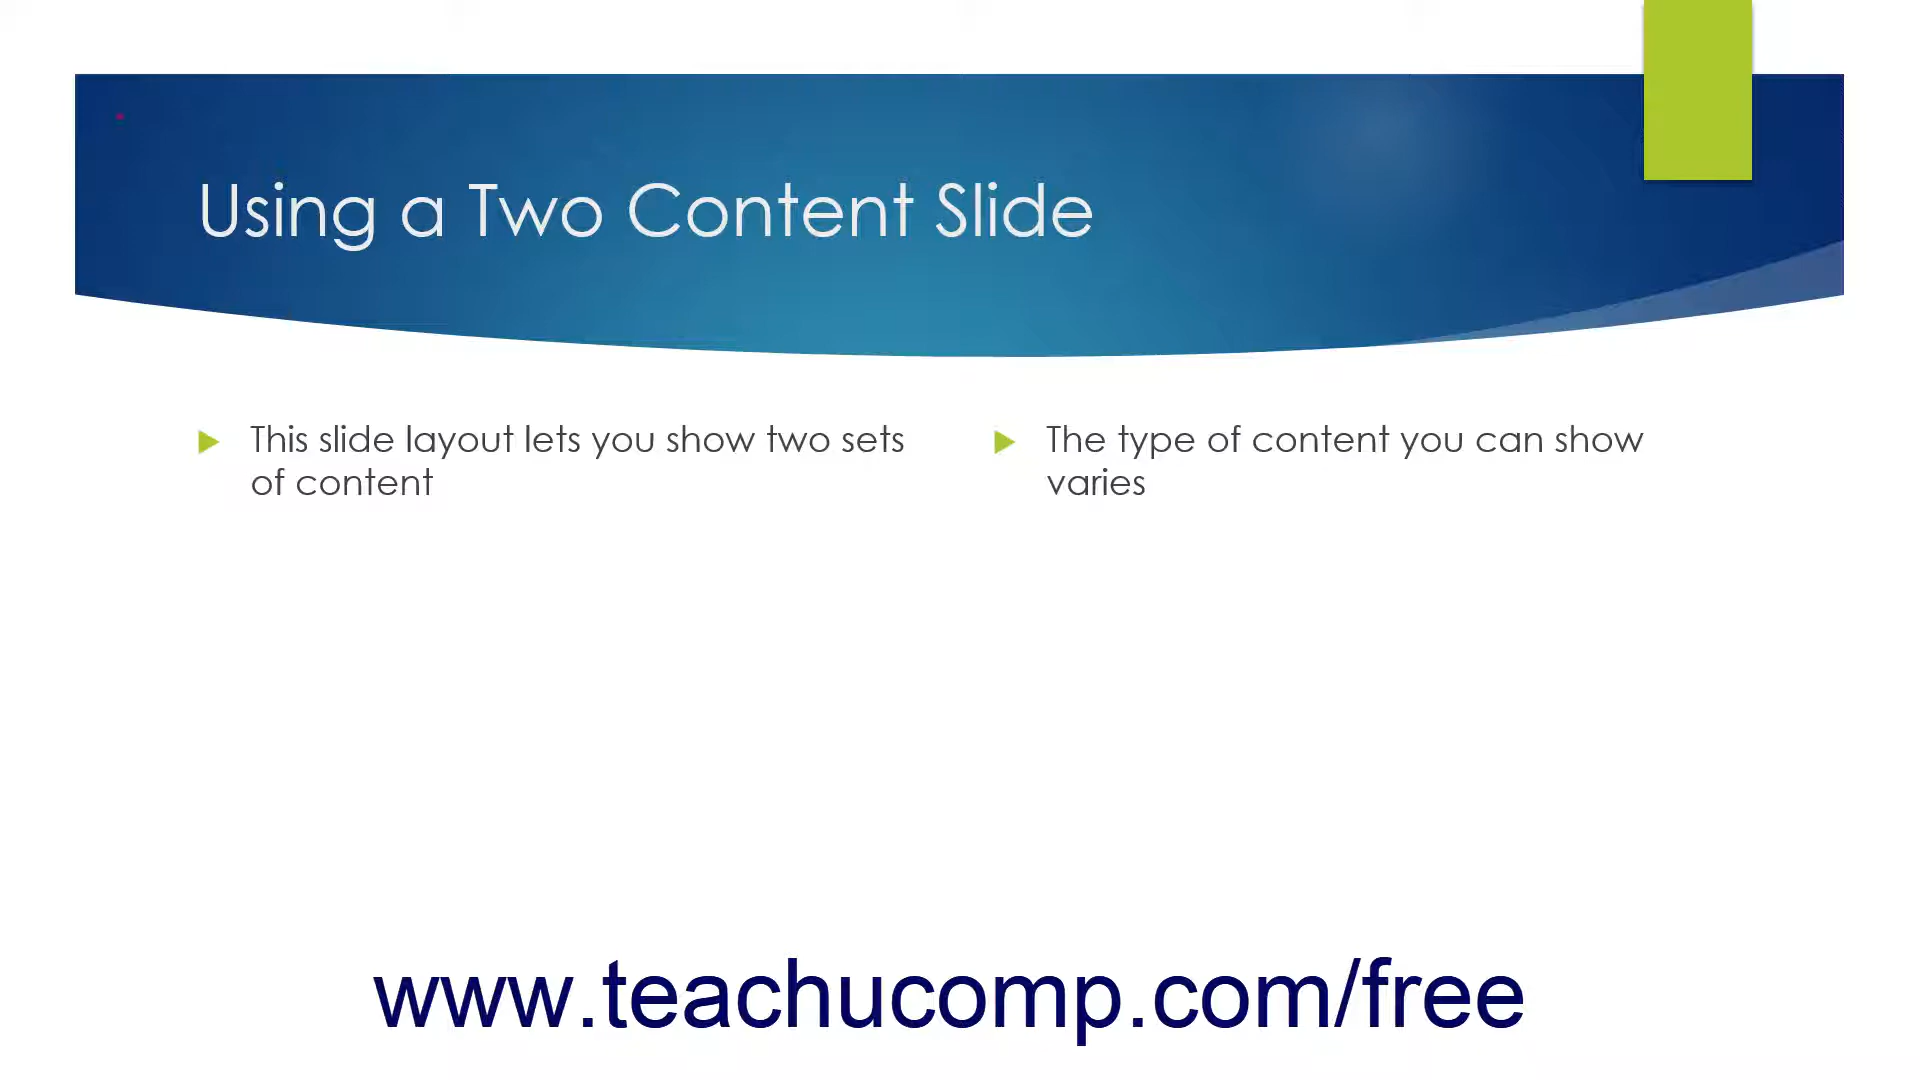 Using a Two Content Slide
This slide layout lets you show two sets
of content
The type of content you can show
varies
www.teachucomp.com/free